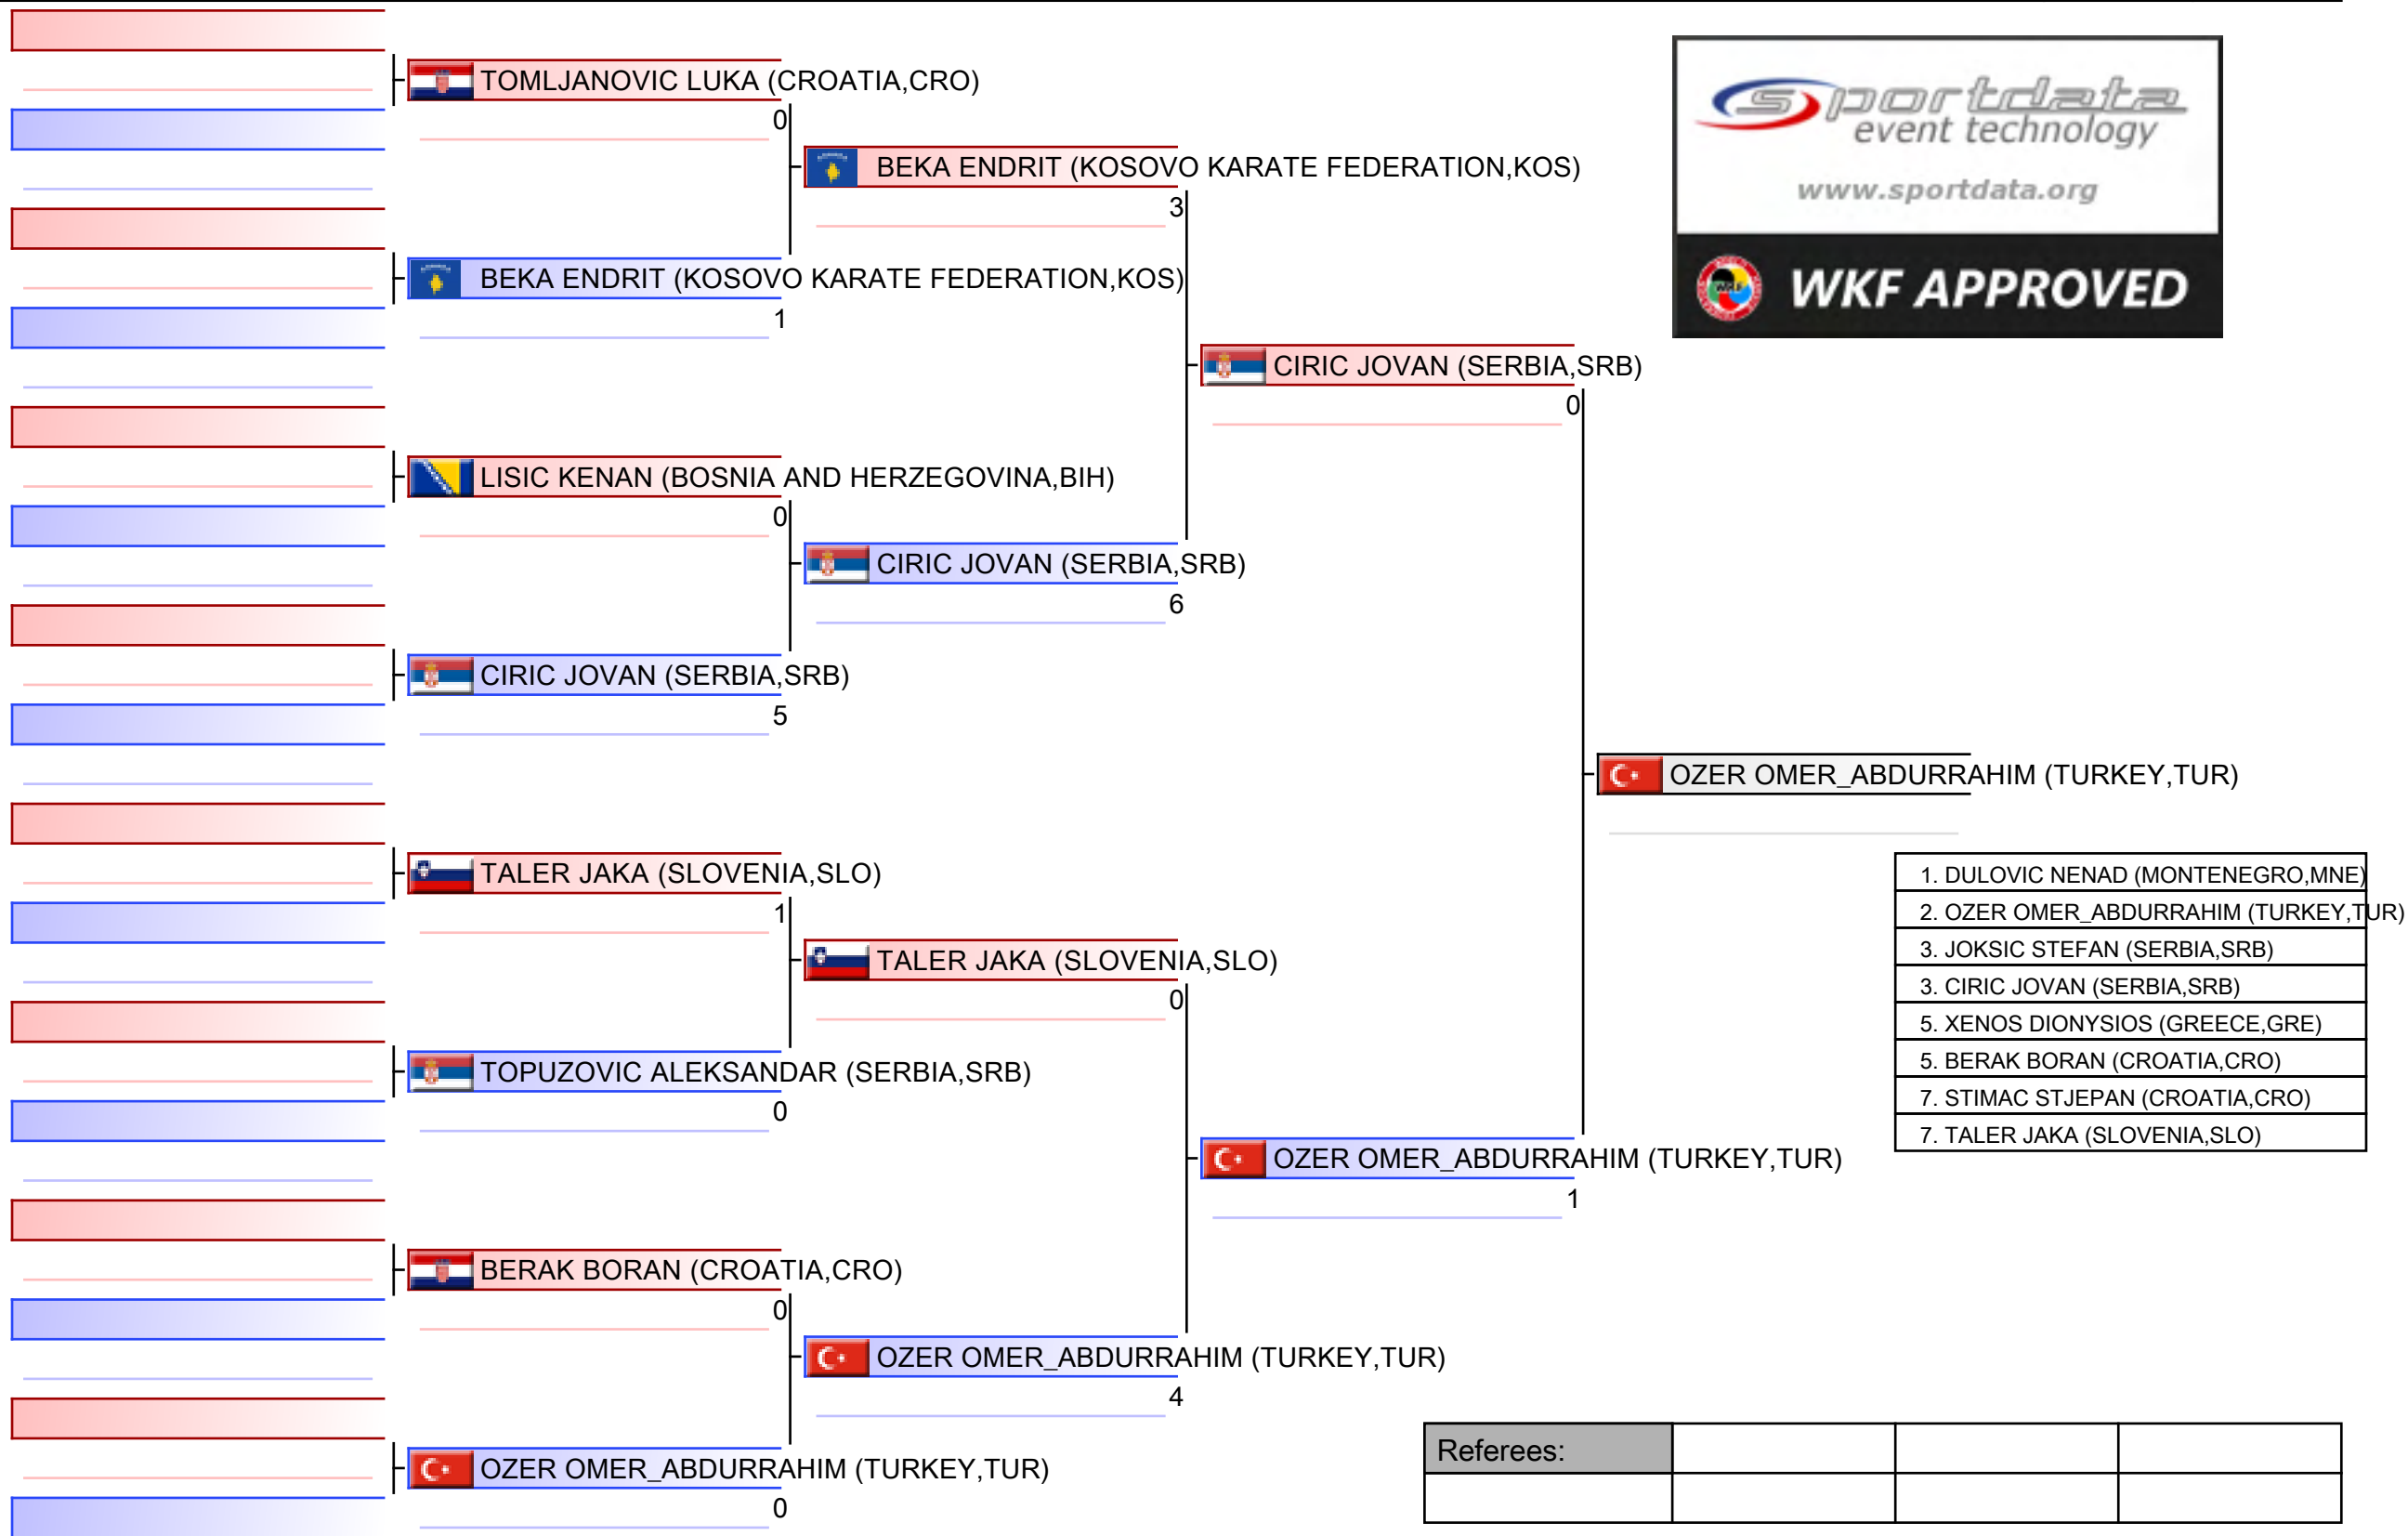 TOMLJANOVIC LUKA (CROATIA,CRO)
0
BEKA ENDRIT (KOSOVO KARATE FEDERATION,KOS)
3
BEKA ENDRIT (KOSOVO KARATE FEDERATION,KOS)
1
CIRIC JOVAN (SERBIA,SRB)
0
LISIC KENAN (BOSNIA AND HERZEGOVINA,BIH)
0
CIRIC JOVAN (SERBIA,SRB)
6
CIRIC JOVAN (SERBIA,SRB)
5
OZER OMER_ABDURRAHIM (TURKEY,TUR)
TALER JAKA (SLOVENIA,SLO)
1
TALER JAKA (SLOVENIA,SLO)
0
TOPUZOVIC ALEKSANDAR (SERBIA,SRB)
0
OZER OMER_ABDURRAHIM (TURKEY,TUR)
1
BERAK BORAN (CROATIA,CRO)
0
OZER OMER_ABDURRAHIM (TURKEY,TUR)
4
OZER OMER_ABDURRAHIM (TURKEY,TUR)
0
sportdata
event technology
www.sportdata.org
WKF APPROVED
1. DULOVIC NENAD (MONTENEGRO,MNE)
2. OZER OMER_ABDURRAHIM (TURKEY,TUR)
3. JOKSIC STEFAN (SERBIA,SRB)
3. CIRIC JOVAN (SERBIA,SRB)
5. XENOS DIONYSIOS (GREECE,GRE)
5. BERAK BORAN (CROATIA,CRO)
7. STIMAC STJEPAN (CROATIA,CRO)
7. TALER JAKA (SLOVENIA,SLO)
Referees: